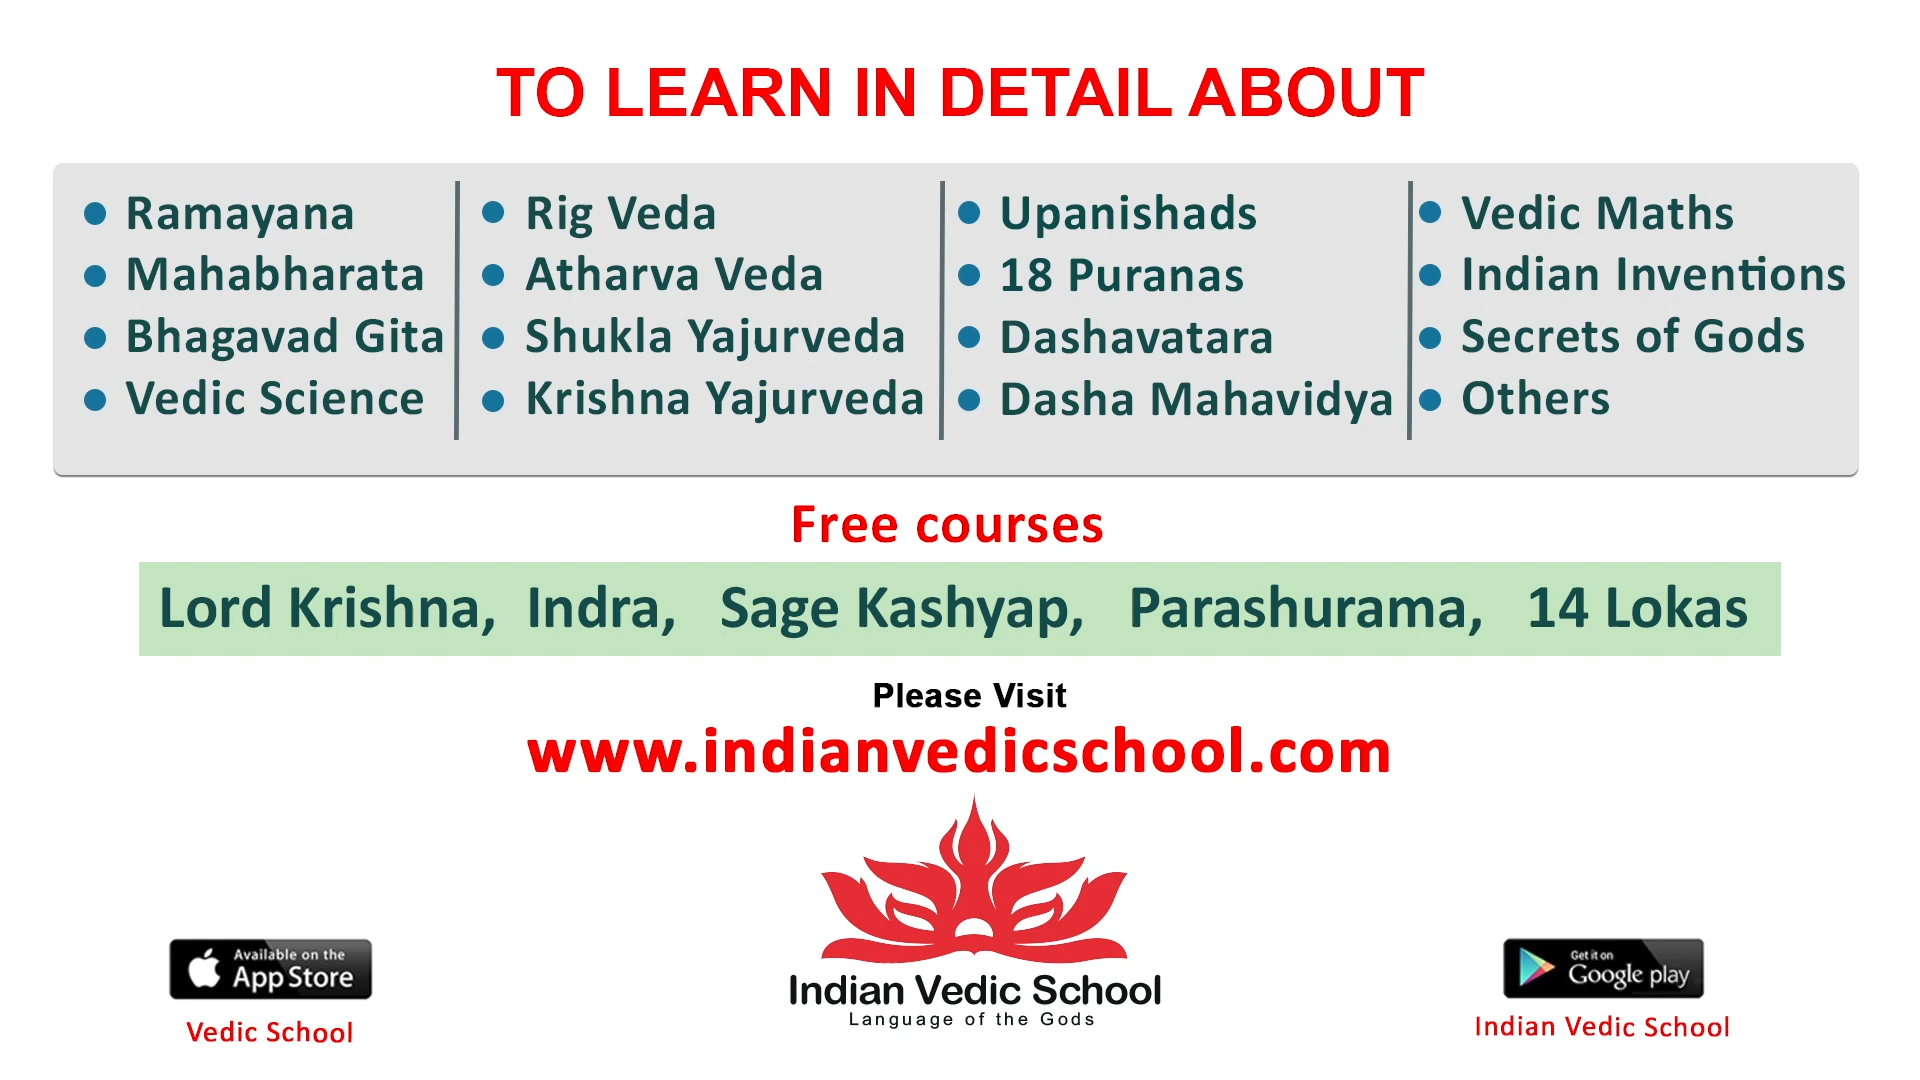 TO LEARN IN DETAIL ABOUT
Ramayana
Mahabharata
Bhagavad Gita
Vedic Science
Rig Veda
Atharva Veda
Shukla Yajurveda
Krishna Yajurveda
Upanishads
18 Puranas
Dashavatara
Dasha Mahavidya
Vedic Maths
Indian Inventions
Secrets of Gods
Others
Free courses
Lord Krishna, Indra, Sage Kashyap, Parashurama, 14 Lokas
Please Visit
www.indianvedicschool.com
Indian Vedic School
Language of the Gods
Available on the
App Store
Vedic School
Get it on
Google play
Indian Vedic School